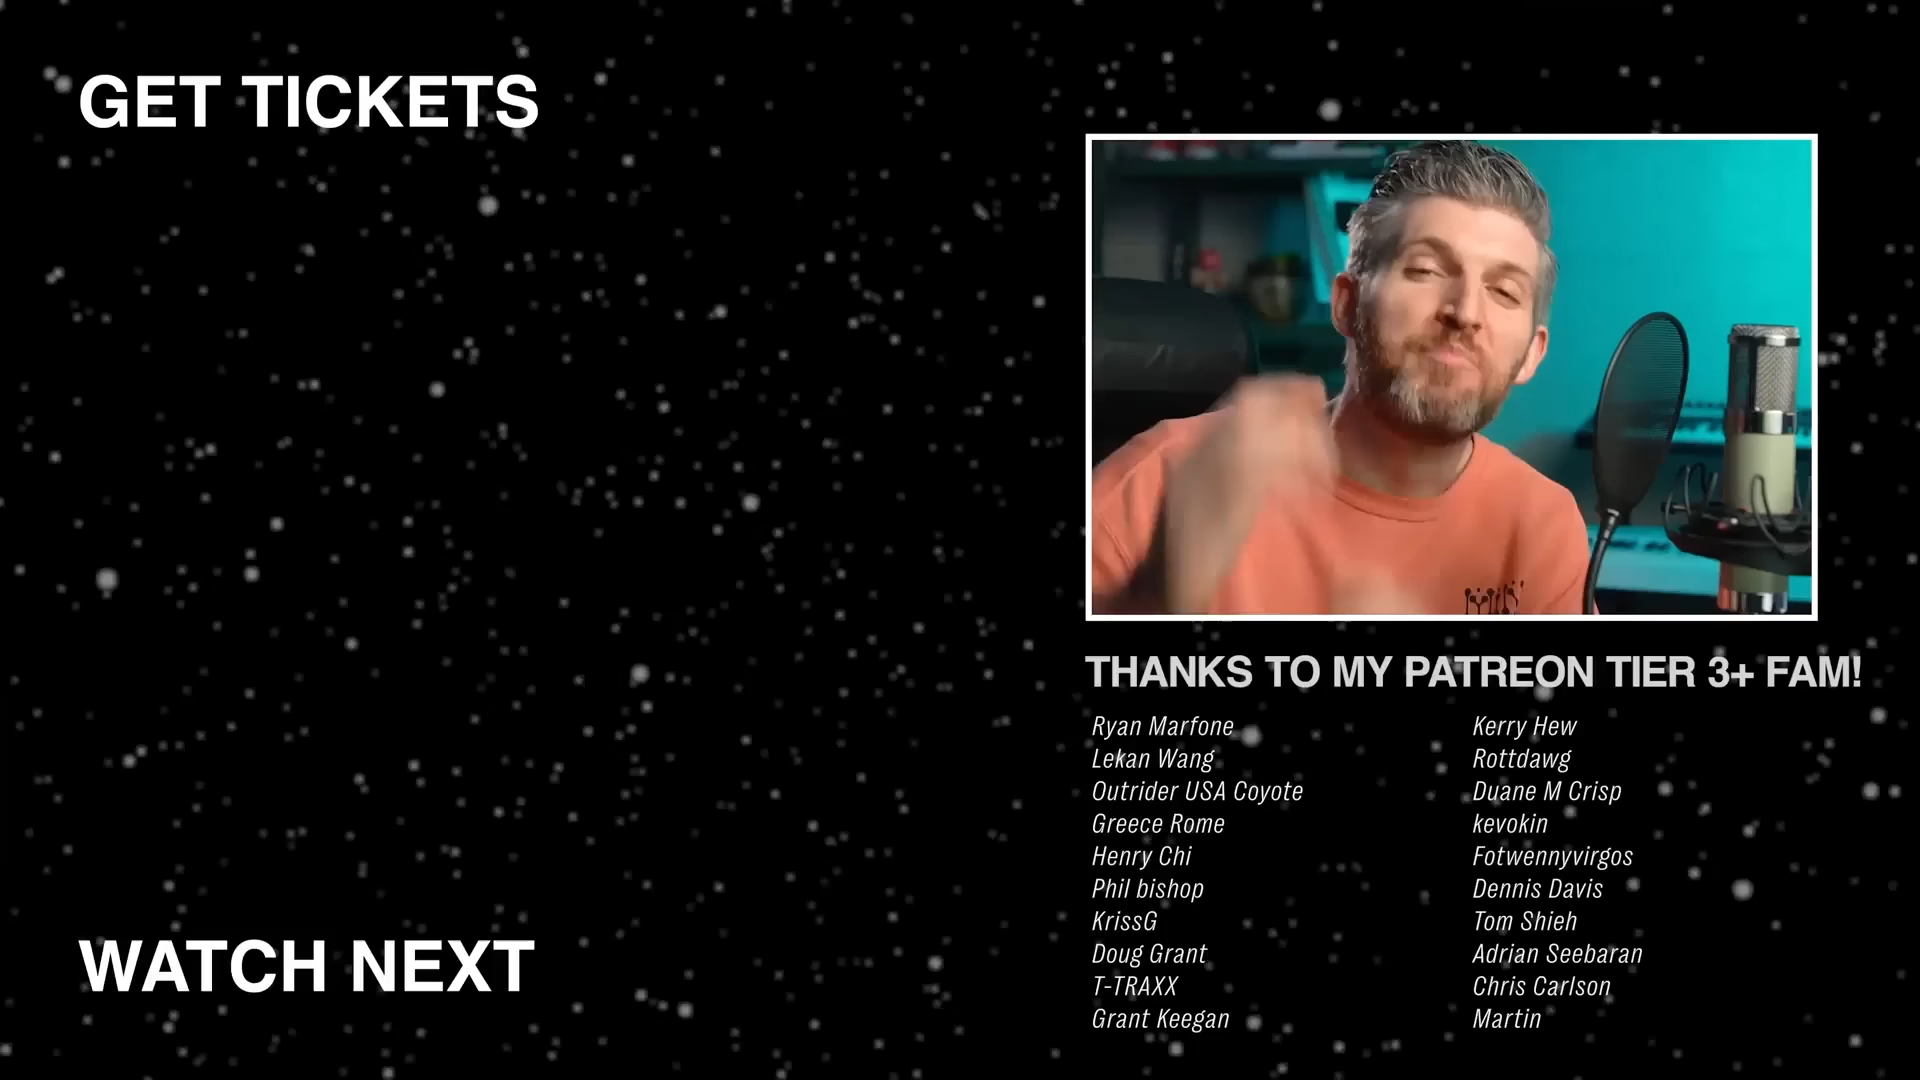 GET TICKETS
THANKS TO MY PATREON TIER 3+ FAM!
Ryan Marfone
Lekan Wang
Outrider USA Coyote
Greece Rome
Henry Chi
Phil bishop
KrissG
Doug Grant
T-TRAXX
Grant Keegan
Kerry Hew
Rottdawg
Duane M Crisp
kevokin
Fotwennyvirgos
Dennis Davis
Tom Shieh
Adrian Seebaran
Chris Carlson
Martin
WATCH NEXT